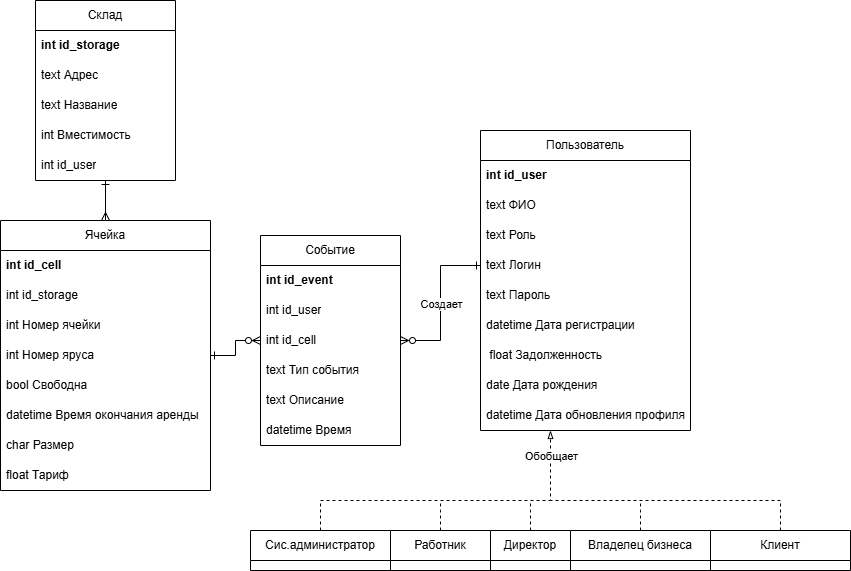 Склад
int id_storage
text Адрес
text Название
int Вместимость
int id_user
Ячейка
int id_cell
int id_storage
int Номер ячейки
int Номер яруса
bool Свободна
datetime Время окончания аренды
char Размер
float Тариф
Событие
int id_event
int id_user
int id_cell
text Тип события
text Описание
datetime Время
Создает
Пользователь
int id_user
text ФИО
text Роль
text Логин
text Пароль
datetime Дата регистрации
float Задолженность
date Дата рождения
datetime Дата обновления профиля
Обобщает
Сис.администратор
Работник
Директор
Владелец бизнеса
Клиент